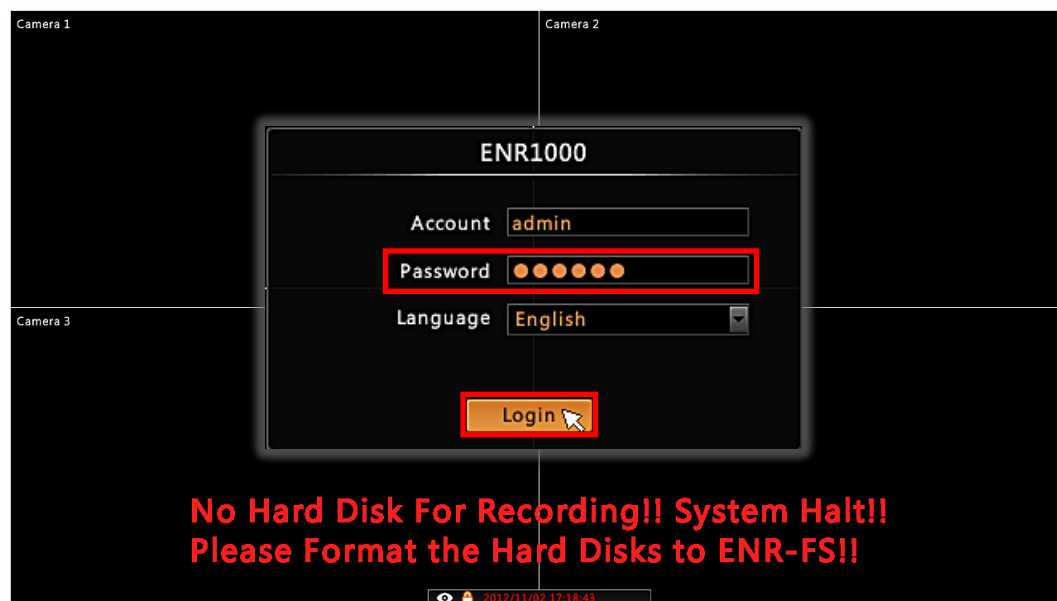 Camera 1
Camera 2
ENR1000
Account admin
Password ●●●●●●
Language English
Camera 3
Login
No Hard Disk For Recording!! System Halt!!
Please Format the Hard Disks to ENR-FS!!
2012/11/02 17:18:43